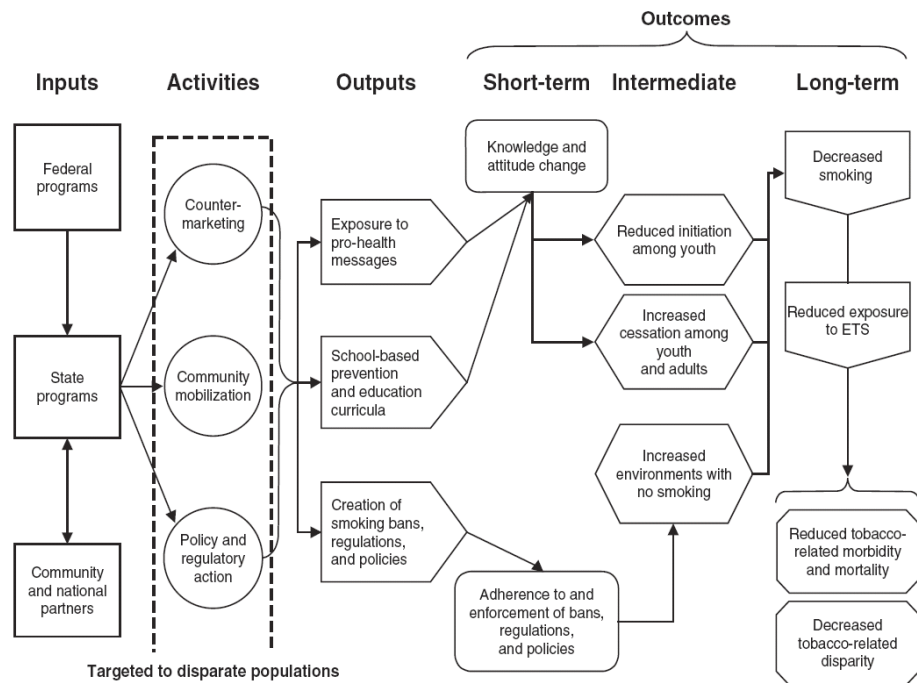 Outcomes
Inputs
Activities
Outputs
Short-term
Intermediate
Long-term
Federal
programs
State
programs
Community
and national
partners
Counter-
marketing
Community
mobilization
Policy and
regulatory
action
Targeted to disparate populations
Exposure to
pro-health
messages
School-based
prevention
and education
curricula
Creation of
smoking bans,
regulations,
and policies
Knowledge and
attitude change
Adherence to and
enforcement of bans,
regulations,
and policies
Reduced initiation
among youth
Increased
cessation among
youth
and adults
Increased
environments with
no smoking
Decreased
smoking
Reduced exposure
to ETS
Reduced tobacco-
related morbidity
and mortality
Decreased
tobacco-related
disparity